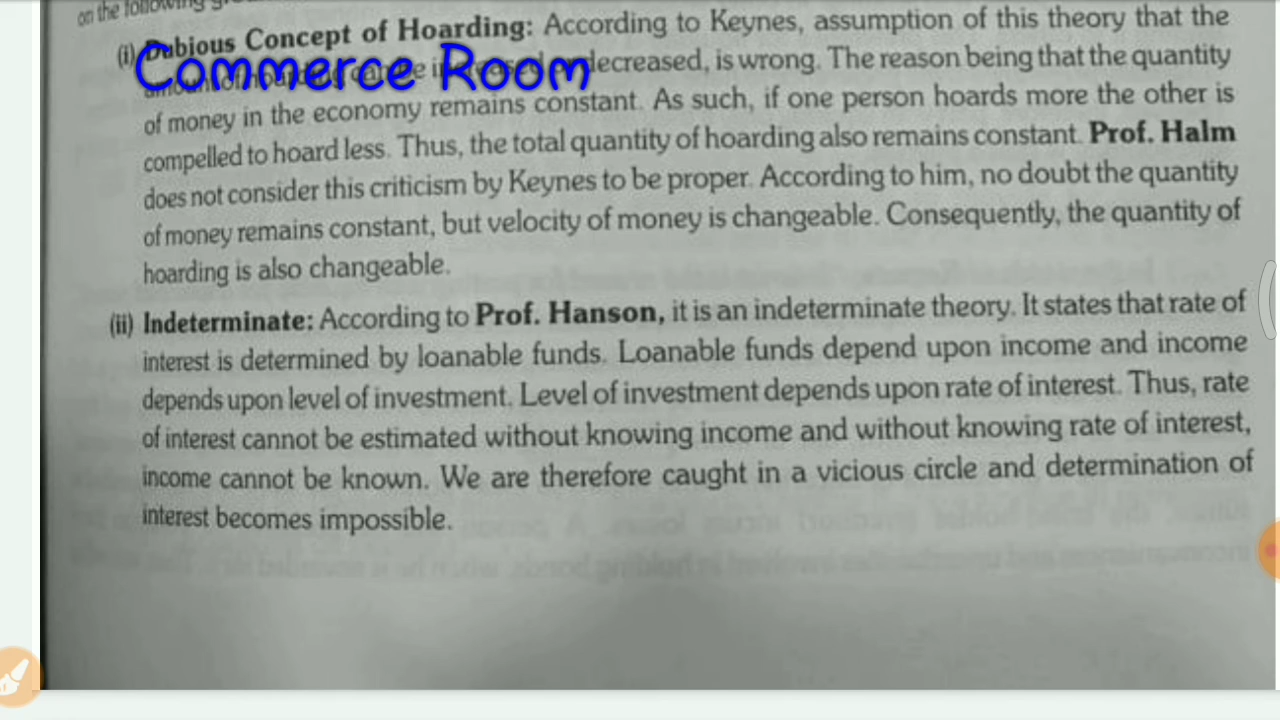 on the following
(i) Dubious Concept of Hoarding: According to Keynes, assumption of this theory that the
Commerce Room
decreased, is wrong. The reason being that the quantity
of money in the economy remains constant. As such, if one person hoards more the other is
compelled to hoard less. Thus, the total quantity of hoarding also remains constant. Prof. Halm
does not consider this criticism by Keynes to be proper. According to him, no doubt the quantity
of money remains constant, but velocity of money is changeable. Consequently, the quantity of
hoarding is also changeable.
(ii) Indeterminate: According to Prof. Hanson, it is an indeterminate theory. It states that rate of
interest is determined by loanable funds. Loanable funds depend upon income and income
depends upon level of investment. Level of investment depends upon rate of interest. Thus, rate
of interest cannot be estimated without knowing income and without knowing rate of interest,
income cannot be known. We are therefore caught in a vicious circle and determination of
interest becomes impossible.